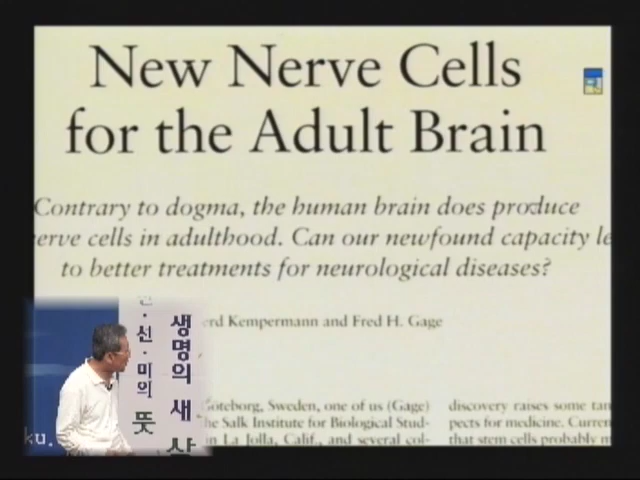 New Nerve Cells
for the Adult Brain
Contrary to dogma, the human brain does produce
erve cells in adulthood. Can our newfound capacity le
to better treatments for neurological diseases?
erd Kempermann and Fred H. Gage
öteborg, Sweden, one of us (Gage)
he Salk Institute for Biological Stud-
in La Jolla, Calif., and several col-
discovery raises some tan
pects for medicine. Curren
that stem cells probably m
· 신 · 미의
뜻
생명의 새
ku.